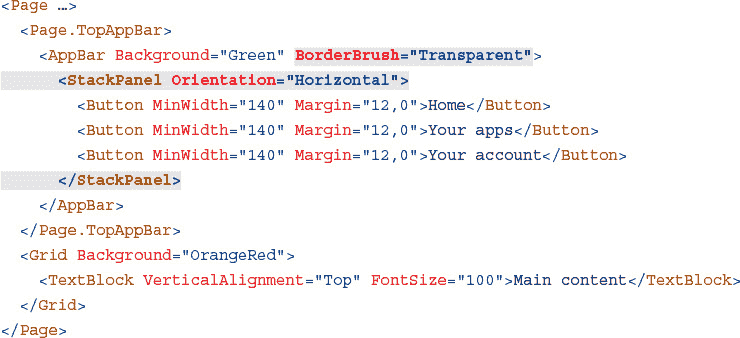 <Page …>
  <Page.TopAppBar>
    <AppBar Background="Green" BorderBrush="Transparent">
      <StackPanel Orientation="Horizontal">
        <Button MinWidth="140" Margin="12,0">Home</Button>
        <Button MinWidth="140" Margin="12,0">Your apps</Button>
        <Button MinWidth="140" Margin="12,0">Your account</Button>
      </StackPanel>
    </AppBar>
  </Page.TopAppBar>
  <Grid Background="OrangeRed">
    <TextBlock VerticalAlignment="Top" FontSize="100">Main content</TextBlock>
  </Grid>
</Page>